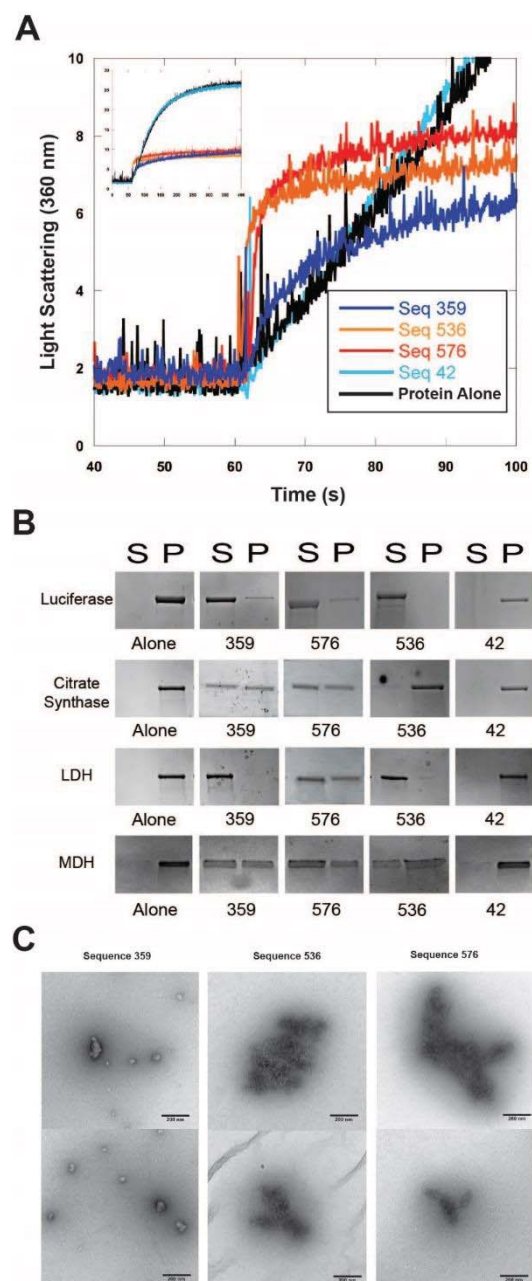 A
10
8
6
4
2
0
Light Scattering (360 nm)
40 50 60 70 80 90 100
Time (s)
Seq 359
Seq 536
Seq 576
Seq 42
Protein Alone
B
S P S P S P S P S P
Luciferase
Alone 359 576 536 42
Citrate
Synthase
Alone 359 576 536 42
LDH
Alone 359 576 536 42
MDH
Alone 359 576 536 42
C
Sequence 359 Sequence 536 Sequence 576